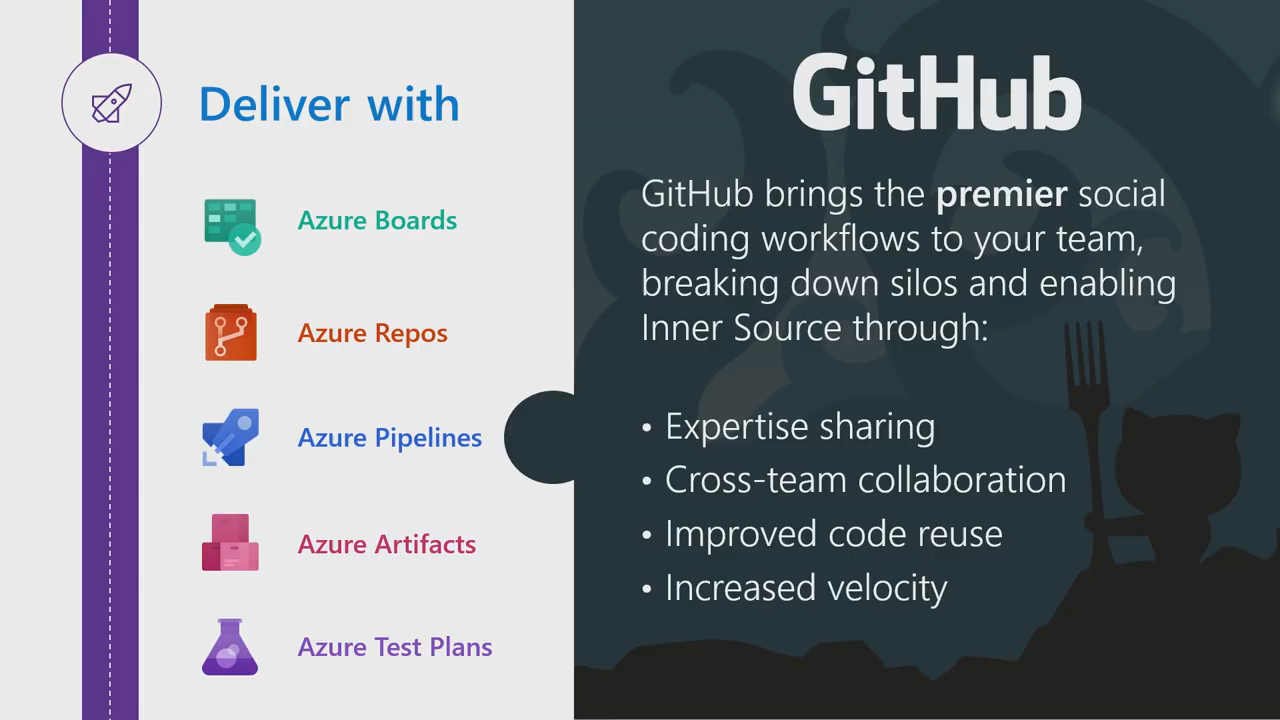 Deliver with
Azure Boards
Azure Repos
Azure Pipelines
Azure Artifacts
Azure Test Plans
GitHub
GitHub brings the premier social
coding workflows to your team,
breaking down silos and enabling
Inner Source through:
• Expertise sharing
• Cross-team collaboration
• Improved code reuse
• Increased velocity